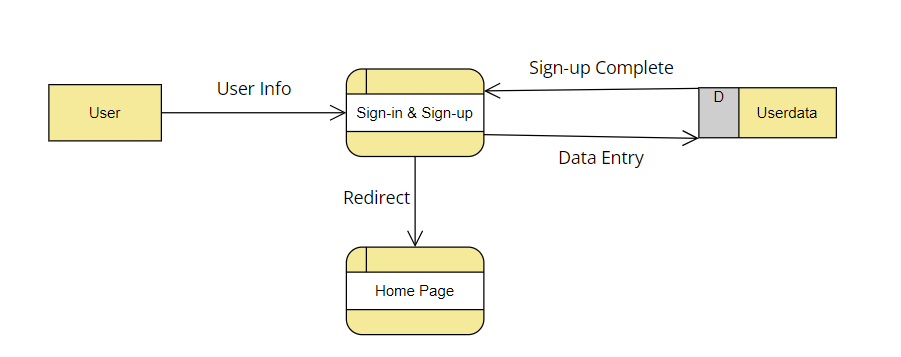 Sign-up Complete
User Info
D
User
Sign-in & Sign-up
Userdata
Data Entry
Redirect
Home Page